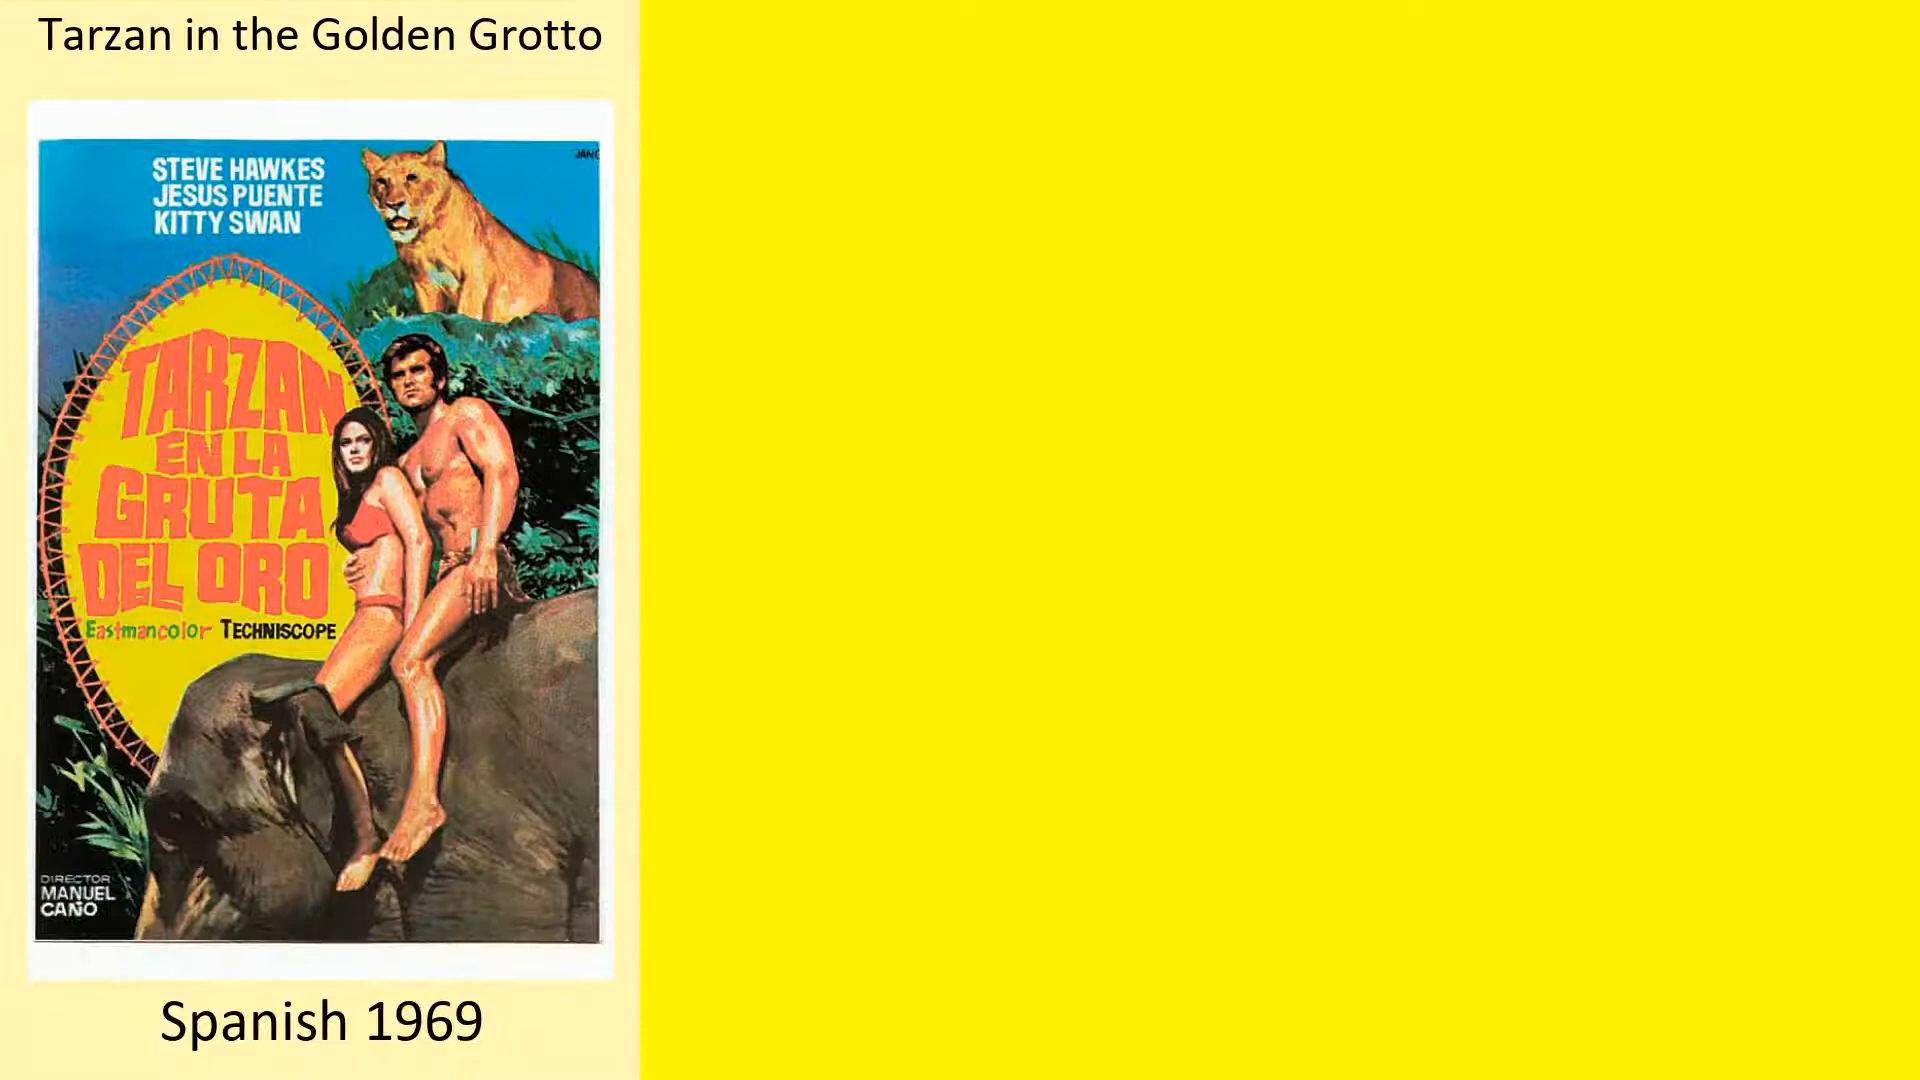 Tarzan in the Golden Grotto
JANO
STEVE HAWKES
JESUS PUENTE
KITTY SWAN
TARZAN
EN LA
GRUTA
DEL ORO
Eastmancolor TECHNISCOPE
DIRECTOR
MANUEL
CAÑO
Spanish 1969